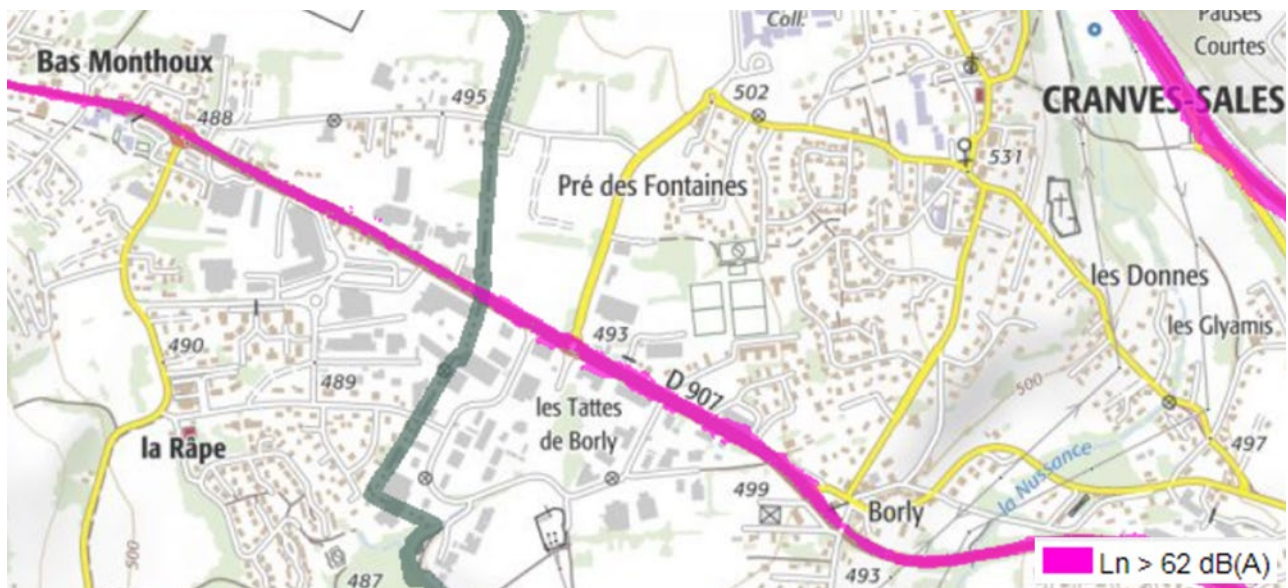 Coll.
Pauses
Courtes
Bas Monthoux
488
495
502
CRANVES-SALES
531
Pré des Fontaines
les Donnes
les Glyamis
490
489
493
D 907
500
les Tattes
de Borly
la Râpe
497
la Nussance
499
Borly
500
487
493
Ln > 62 dB(A)